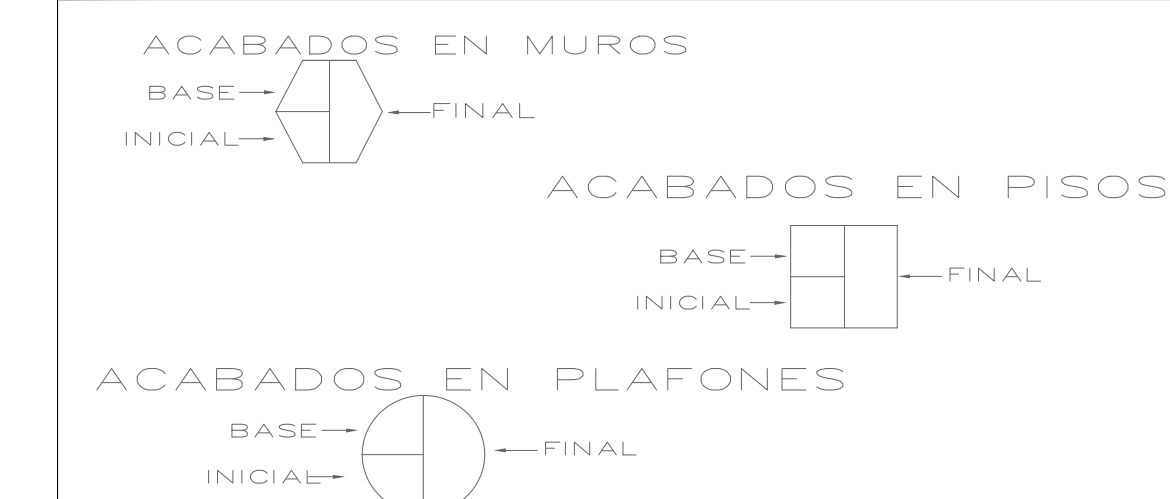 ACABADOS EN MUROS
BASE
FINAL
INICIAL
ACABADOS EN PISOS
BASE
FINAL
INICIAL
ACABADOS EN PLAFONES
BASE
FINAL
INICIAL